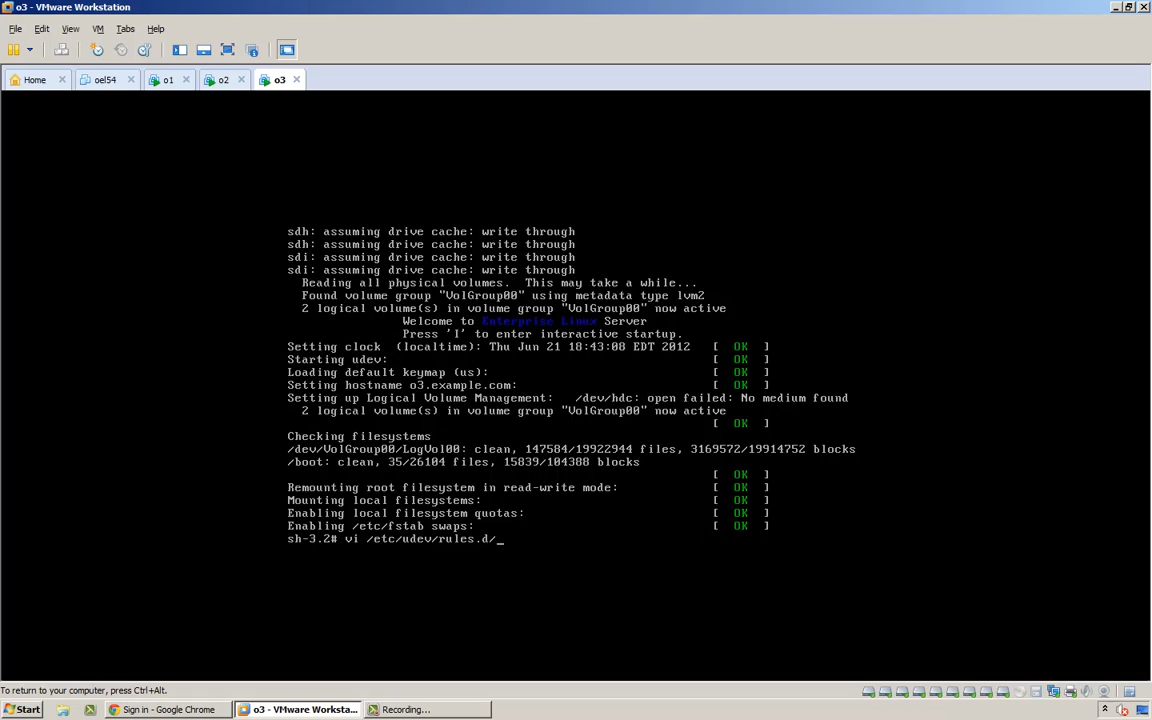 o3 - VMware Workstation
File Edit View VM Tabs Help
Home oel54 o1 o2 o3
sdh: assuming drive cache: write through
sdh: assuming drive cache: write through
sdi: assuming drive cache: write through
sdi: assuming drive cache: write through
Reading all physical volumes.  This may take a while...
Found volume group "VolGroup00" using metadata type lvm2
2 logical volume(s) in volume group "VolGroup00" now active
Welcome to Enterprise Linux Server
Press 'I' to enter interactive startup.
Setting clock  (localtime): Thu Jun 21 18:43:08 EDT 2012 [  OK  ]
Starting udev: [  OK  ]
Loading default keymap (us): [  OK  ]
Setting hostname o3.example.com: [  OK  ]
Setting up Logical Volume Management:   /dev/hdc: open failed: No medium found
2 logical volume(s) in volume group "VolGroup00" now active
[  OK  ]
Checking filesystems
/dev/VolGroup00/LogVol00: clean, 147584/19922944 files, 3169572/19914752 blocks
/boot: clean, 35/26104 files, 15839/104388 blocks
[  OK  ]
Remounting root filesystem in read-write mode: [  OK  ]
Mounting local filesystems: [  OK  ]
Enabling local filesystem quotas: [  OK  ]
Enabling /etc/fstab swaps: [  OK  ]
sh-3.2# vi /etc/udev/rules.d/_
To return to your computer, press Ctrl+Alt.
Start Sign in - Google Chrome o3 - VMware Worksta... Recording...